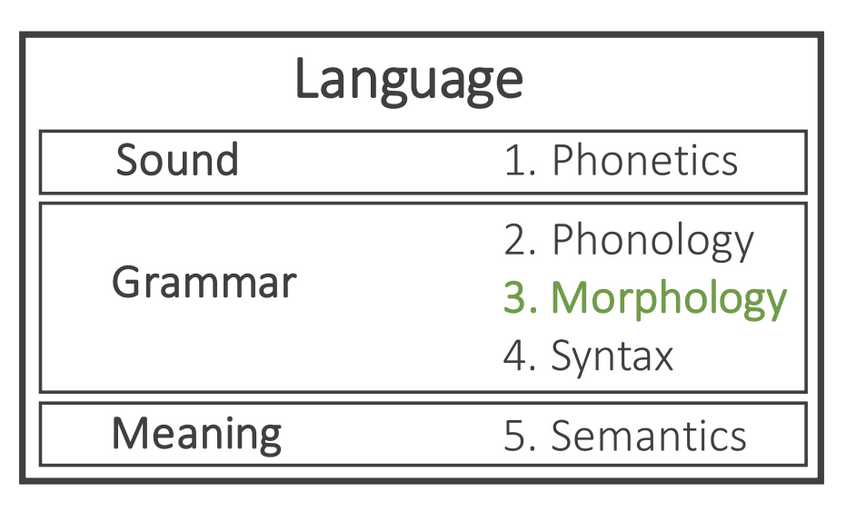 Language
Sound 1. Phonetics
2. Phonology
Grammar 3. Morphology
4. Syntax
Meaning 5. Semantics